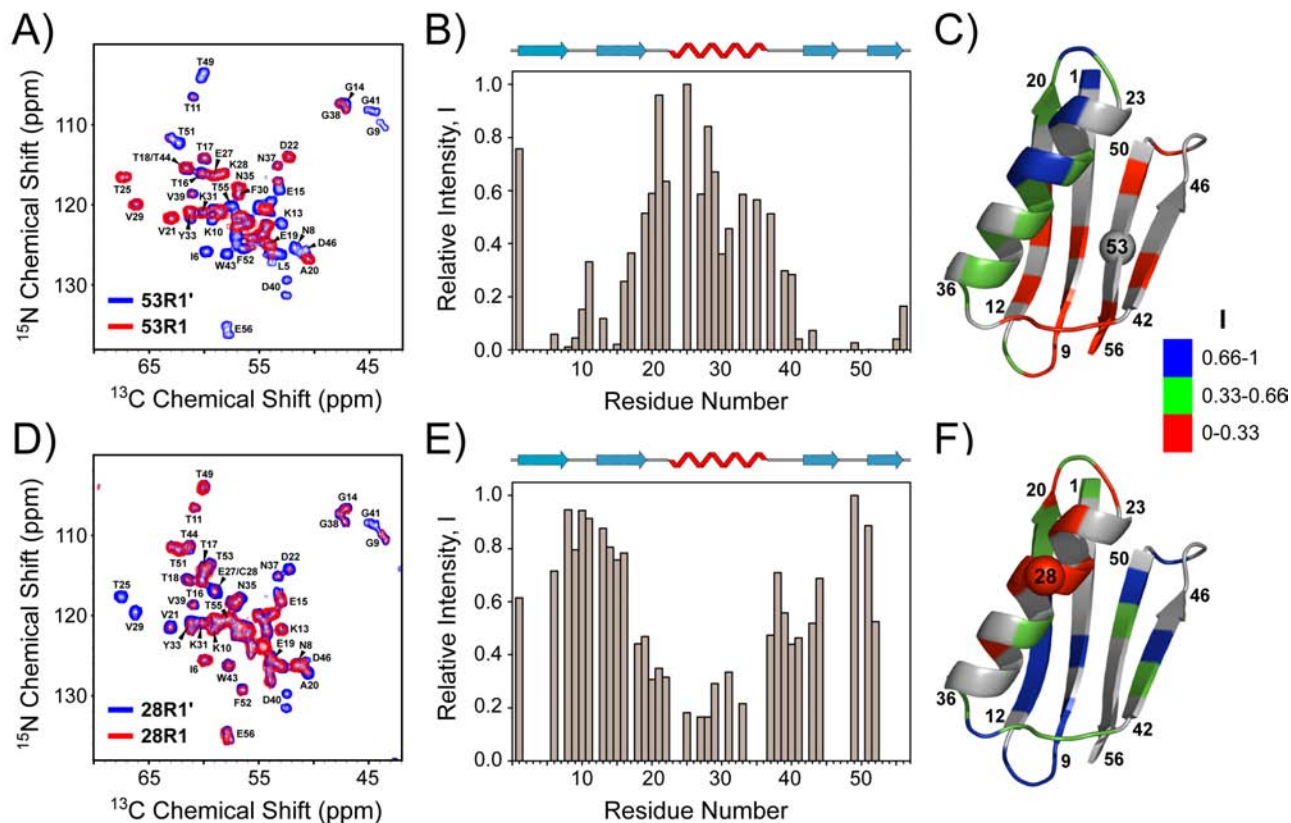 A)
T49
G14
T11
G38
G41
G9
T51
T17
E27
D22
T18/T44
K28
N37
N35
T25
T16
T55
F30
E15
V39
K31
V29
K13
V21
K10
E19
N8
Y33
D46
I6
W43
F52
L5
A20
D40
E56
53R1'
53R1
110
120
130
65
55
45
15N Chemical Shift (ppm)
13C Chemical Shift (ppm)
B)
1.0
0.8
0.6
0.4
0.2
0.0
10
20
30
40
50
Relative Intensity, I
Residue Number
C)
20
1
23
50
46
53
36
12
9
56
42
I
0.66-1
0.33-0.66
0-0.33
D)
T49
G14
T11
G38
G41
G9
T44
T17
T51
T53
D22
T18
E27/C28
N37
T25
T16
N35
V39
T55
E15
V29
V21
K13
Y33
K31
K10
E19
N8
I6
D46
W43
A20
F52
D40
E56
28R1'
28R1
110
120
130
65
55
45
15N Chemical Shift (ppm)
13C Chemical Shift (ppm)
E)
1.0
0.8
0.6
0.4
0.2
0.0
10
20
30
40
50
Relative Intensity, I
Residue Number
F)
20
1
23
28
50
46
36
12
9
56
42